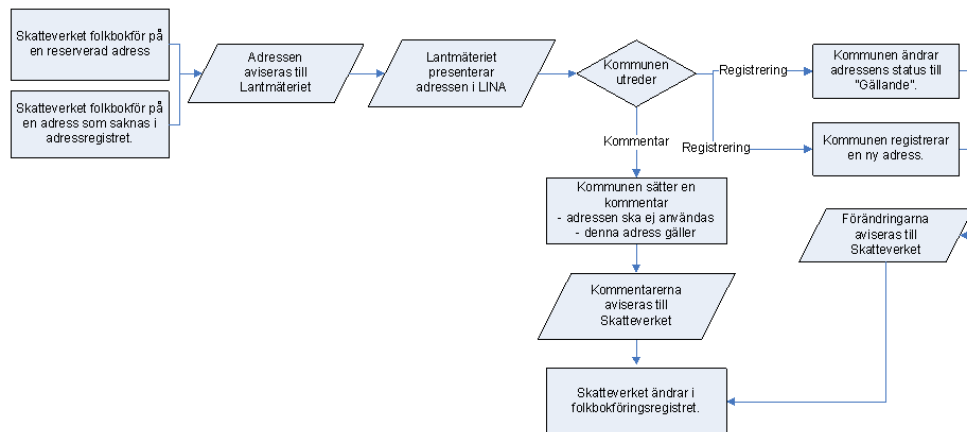 Skatteverket folkbokför på
en reserverad adress
Skatteverket folkbokför på
en adress som saknas i
adressregistret.
Adressen
aviseras till
Lantmäteriet
Lantmäteriet
presenterar
adressen i LINA
Kommunen
utreder
Registrering
Kommunen ändrar
adressens status till
"Gällande".
Registrering
Kommunen registrerar
en ny adress.
Kommentar
Kommunen sätter en
kommentar
- adressen ska ej användas
- denna adress gäller
Förändringarna
aviseras till
Skatteverket
Kommentarerna
aviseras till
Skatteverket
Skatteverket ändrar i
folkbokföringsregistret.